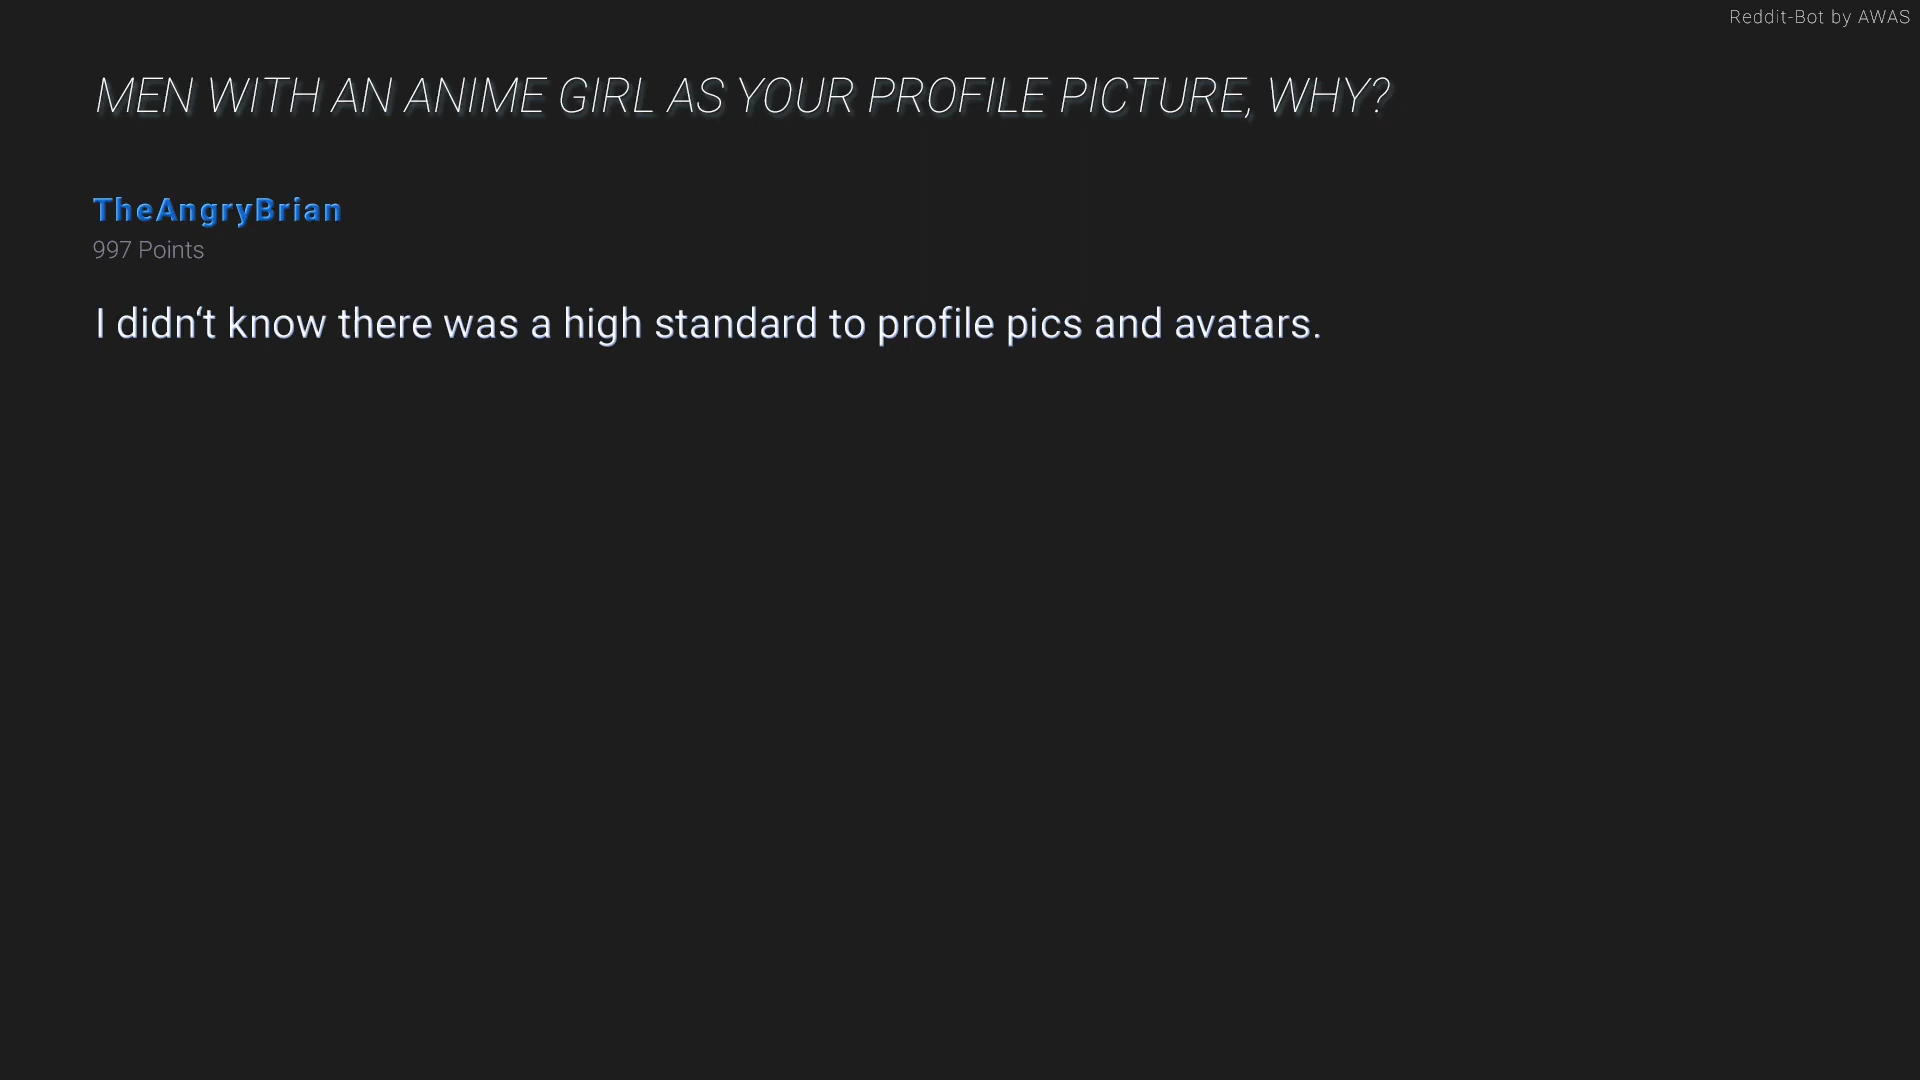 Reddit-Bot by AWAS
MEN WITH AN ANIME GIRL AS YOUR PROFILE PICTURE, WHY?
TheAngryBrian
997 Points
I didn‘t know there was a high standard to profile pics and avatars.